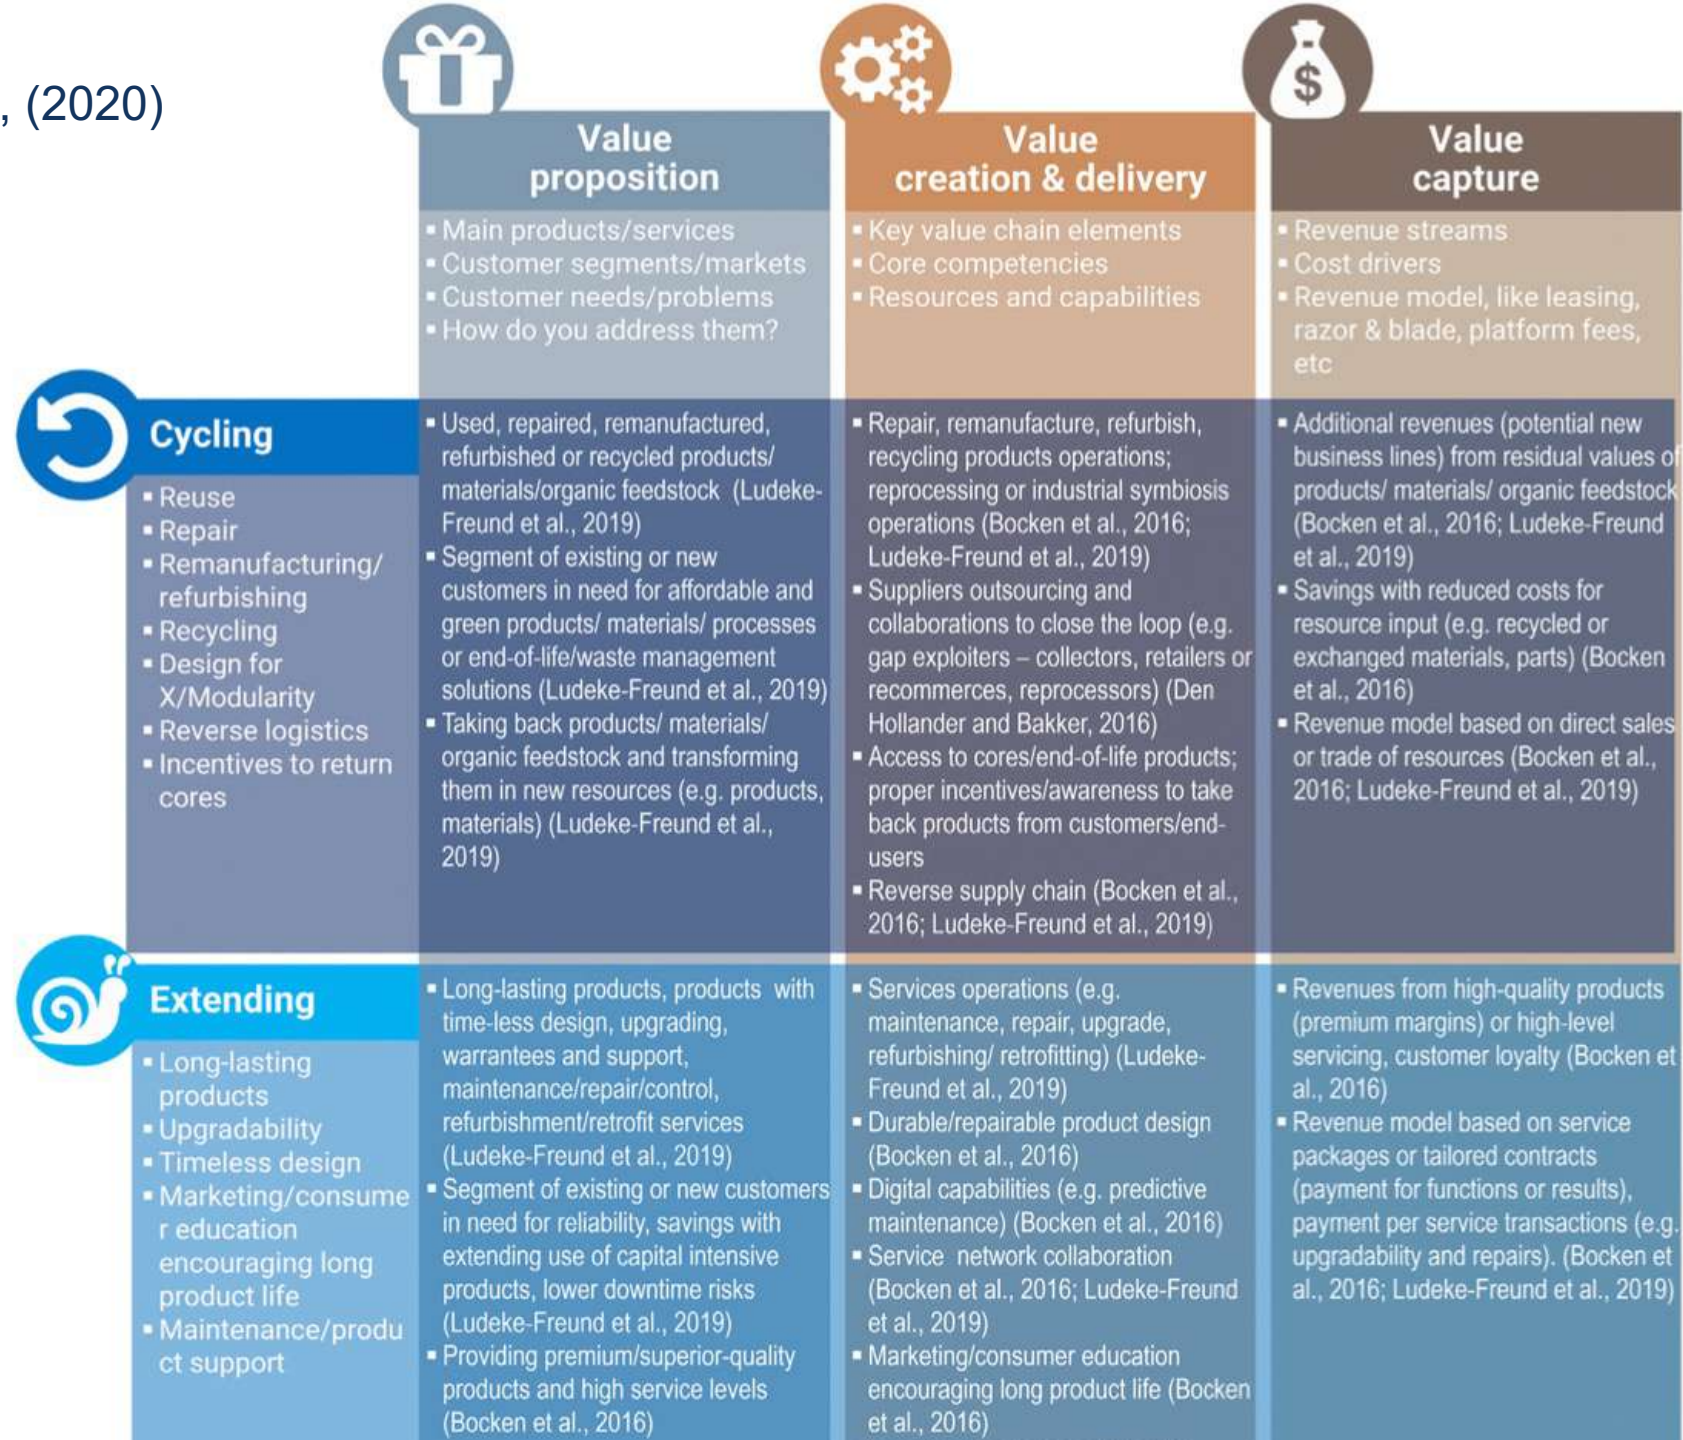 , (2020)
Value
proposition
▪ Main products/services
▪ Customer segments/markets
▪ Customer needs/problems
▪ How do you address them?
Value
creation & delivery
▪ Key value chain elements
▪ Core competencies
▪ Resources and capabilities
$
Value
capture
▪ Revenue streams
▪ Cost drivers
▪ Revenue model, like leasing,
razor & blade, platform fees,
etc
Cycling
▪ Reuse
▪ Repair
▪ Remanufacturing/
refurbishing
▪ Recycling
▪ Design for
X/Modularity
▪ Reverse logistics
▪ Incentives to return
cores
▪ Used, repaired, remanufactured,
refurbished or recycled products/
materials/organic feedstock (Ludeke-
Freund et al., 2019)
▪ Segment of existing or new
customers in need for affordable and
green products/ materials/ processes
or end-of-life/waste management
solutions (Ludeke-Freund et al., 2019)
▪ Taking back products/ materials/
organic feedstock and transforming
them in new resources (e.g. products,
materials) (Ludeke-Freund et al.,
2019)
▪ Repair, remanufacture, refurbish,
recycling products operations;
reprocessing or industrial symbiosis
operations (Bocken et al., 2016;
Ludeke-Freund et al., 2019)
▪ Suppliers outsourcing and
collaborations to close the loop (e.g.
gap exploiters – collectors, retailers or
recommerces, reprocessors) (Den
Hollander and Bakker, 2016)
▪ Access to cores/end-of-life products;
proper incentives/awareness to take
back products from customers/end-
users
▪ Reverse supply chain (Bocken et al.,
2016; Ludeke-Freund et al., 2019)
▪ Additional revenues (potential new
business lines) from residual values of
products/ materials/ organic feedstock
(Bocken et al., 2016; Ludeke-Freund
et al., 2019)
▪ Savings with reduced costs for
resource input (e.g. recycled or
exchanged materials, parts) (Bocken
et al., 2016)
▪ Revenue model based on direct sales
or trade of resources (Bocken et al.,
2016; Ludeke-Freund et al., 2019)
Extending
▪ Long-lasting
products
▪ Upgradability
▪ Timeless design
▪ Marketing/consume
r education
encouraging long
product life
▪ Maintenance/produ
ct support
▪ Long-lasting products, products with
time-less design, upgrading,
warrantees and support,
maintenance/repair/control,
refurbishment/retrofit services
(Ludeke-Freund et al., 2019)
▪ Segment of existing or new customers
in need for reliability, savings with
extending use of capital intensive
products, lower downtime risks
(Ludeke-Freund et al., 2019)
▪ Providing premium/superior-quality
products and high service levels
(Bocken et al., 2016)
▪ Services operations (e.g.
maintenance, repair, upgrade,
refurbishing/ retrofitting) (Ludeke-
Freund et al., 2019)
▪ Durable/repairable product design
(Bocken et al., 2016)
▪ Digital capabilities (e.g. predictive
maintenance) (Bocken et al., 2016)
▪ Service network collaboration
(Bocken et al., 2016; Ludeke-Freund
et al., 2019)
▪ Marketing/consumer education
encouraging long product life (Bocken
et al., 2016)
▪ Revenues from high-quality products
(premium margins) or high-level
servicing, customer loyalty (Bocken et
al., 2016)
▪ Revenue model based on service
packages or tailored contracts
(payment for functions or results),
payment per service transactions (e.g.
upgradability and repairs). (Bocken et
al., 2016; Ludeke-Freund et al., 2019)